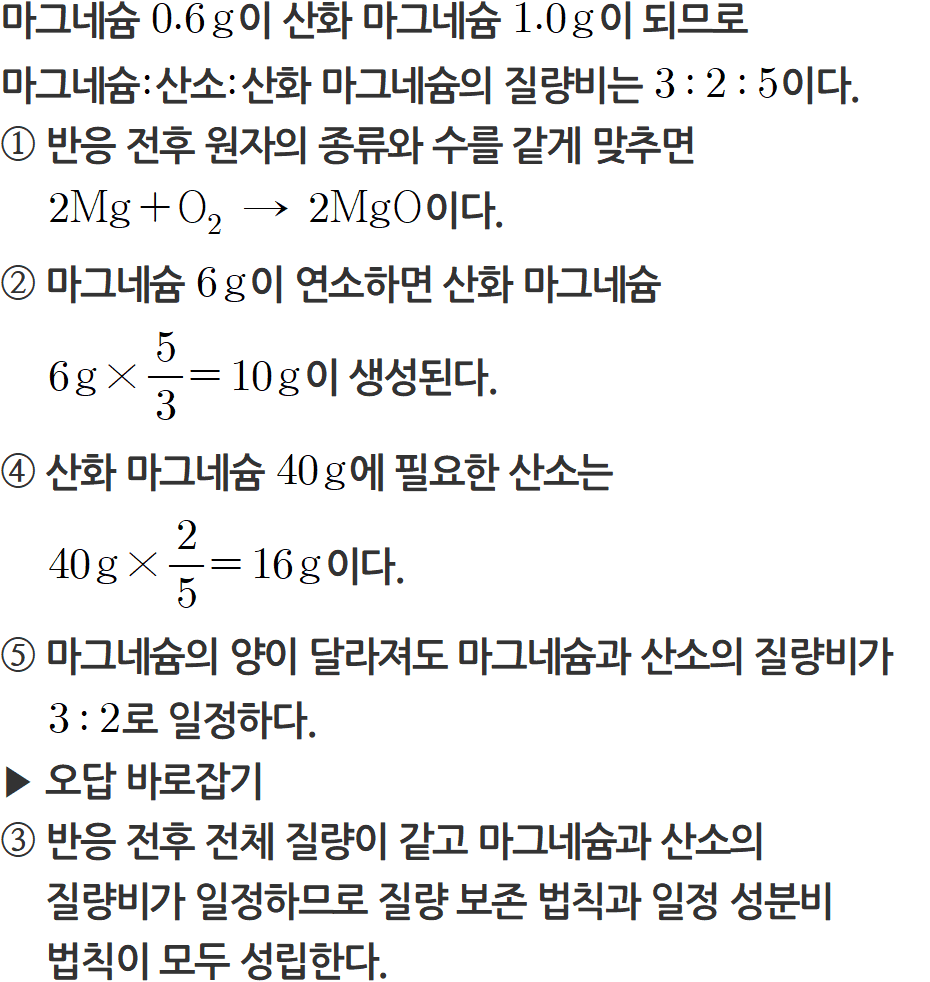 마그네슘 0.6 g이 산화 마그네슘 1.0 g이 되므로
마그네슘:산소:산화 마그네슘의 질량비는 3 : 2 : 5이다.
① 반응 전후 원자의 종류와 수를 같게 맞추면
2Mg + O₂ → 2MgO이다.
② 마그네슘 6 g이 연소하면 산화 마그네슘
6 g × 5/3 = 10 g이 생성된다.
④ 산화 마그네슘 40 g에 필요한 산소는
40 g × 2/5 = 16 g이다.
⑤ 마그네슘의 양이 달라져도 마그네슘과 산소의 질량비가
3 : 2로 일정하다.
▶ 오답 바로잡기
③ 반응 전후 전체 질량이 같고 마그네슘과 산소의
질량비가 일정하므로 질량 보존 법칙과 일정 성분비
법칙이 모두 성립한다.